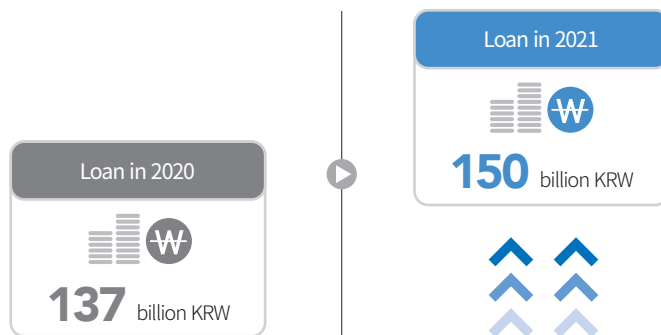 Loan in 2020
₩
137 billion KRW
Loan in 2021
₩
150 billion KRW